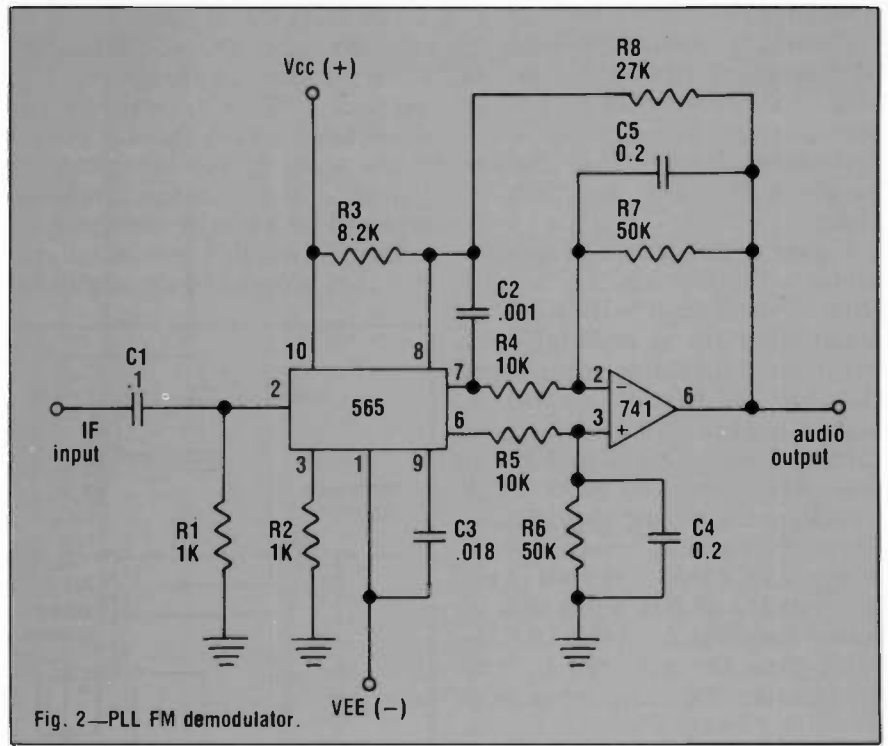 Vcc (+)
R8
27K
C5
0.2
R7
50K
R3
8.2K
C2
.001
C1
.1
10
8
7
R4
10K
2
565
2
−
741
6
IF
input
6
3
+
audio
output
R5
10K
3
1
9
R1
1K
R2
1K
C3
.018
R6
50K
C4
0.2
VEE (−)
Fig. 2—PLL FM demodulator.